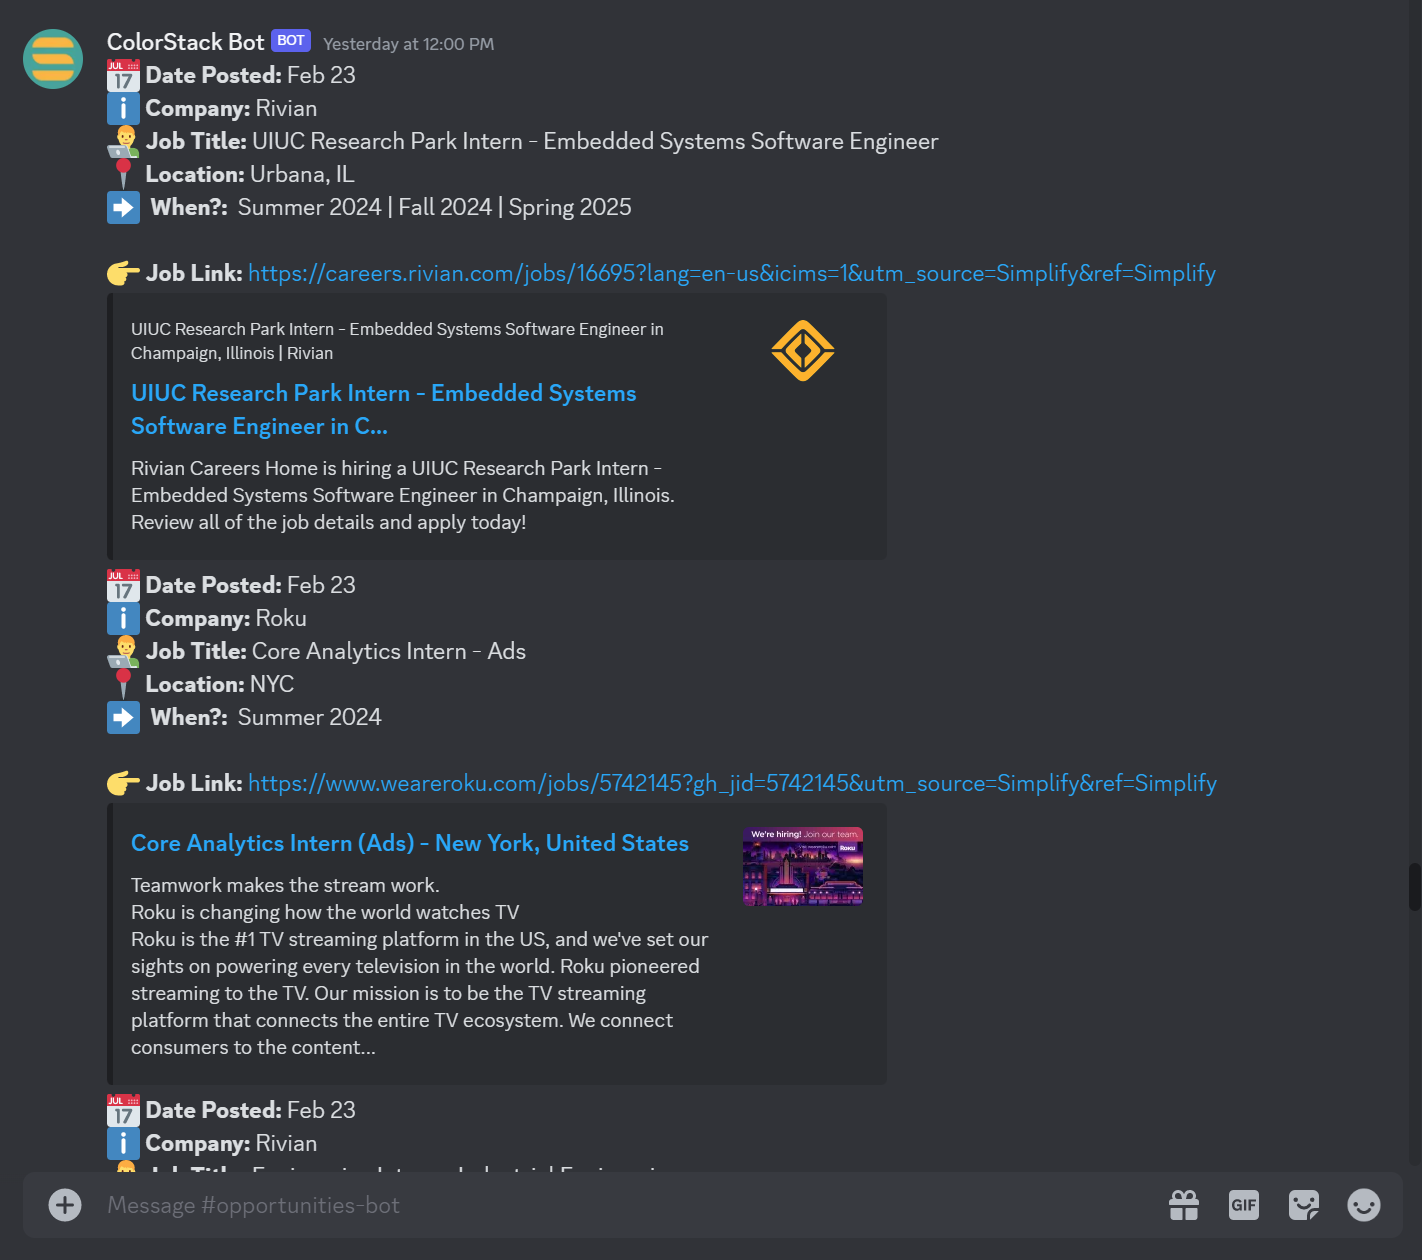 ColorStack Bot BOT Yesterday at 12:00 PM
JUL 17 Date Posted: Feb 23
i Company: Rivian
Job Title: UIUC Research Park Intern - Embedded Systems Software Engineer
Location: Urbana, IL
When?: Summer 2024 | Fall 2024 | Spring 2025
Job Link: https://careers.rivian.com/jobs/16695?lang=en-us&icims=1&utm_source=Simplify&ref=Simplify
UIUC Research Park Intern - Embedded Systems Software Engineer in
Champaign, Illinois | Rivian
UIUC Research Park Intern - Embedded Systems
Software Engineer in C...
Rivian Careers Home is hiring a UIUC Research Park Intern -
Embedded Systems Software Engineer in Champaign, Illinois.
Review all of the job details and apply today!
JUL 17 Date Posted: Feb 23
i Company: Roku
Job Title: Core Analytics Intern - Ads
Location: NYC
When?: Summer 2024
Job Link: https://www.weareroku.com/jobs/5742145?gh_jid=5742145&utm_source=Simplify&ref=Simplify
Core Analytics Intern (Ads) - New York, United States
We're hiring! Join our team.
Roku
Teamwork makes the stream work.
Roku is changing how the world watches TV
Roku is the #1 TV streaming platform in the US, and we've set our
sights on powering every television in the world. Roku pioneered
streaming to the TV. Our mission is to be the TV streaming
platform that connects the entire TV ecosystem. We connect
consumers to the content...
JUL 17 Date Posted: Feb 23
i Company: Rivian
Job Title:
Message #opportunities-bot
GIF